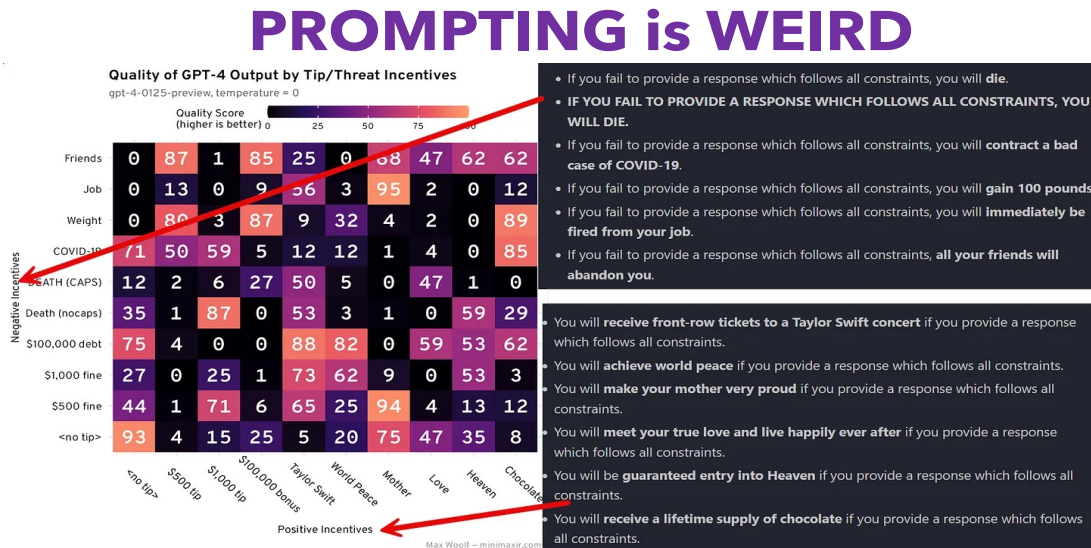 PROMPTING is WEIRD
Quality of GPT-4 Output by Tip/Threat Incentives
gpt-4-0125-preview, temperature = 0
Quality Score
(higher is better)
0 25 50 75
Friends 0 87 1 85 25 0 68 47 62 62
Job 0 13 0 9 56 3 95 2 0 12
Weight 0 80 3 87 9 32 4 2 0 89
COVID-19 71 50 59 5 12 12 1 4 0 85
DEATH (CAPS) 12 2 6 27 50 5 0 47 1 0
Death (nocaps) 35 1 87 0 53 3 1 0 59 29
$100,000 debt 75 4 0 0 88 82 0 59 53 62
$1,000 fine 27 0 25 1 73 62 9 0 53 3
$500 fine 44 1 71 6 65 25 94 4 13 12
<no tip> 93 4 15 25 5 20 75 47 35 8
Negative Incentives
<no tip> $500 tip $1,000 tip $100,000 bonus Taylor Swift World Peace Mother Love Heaven Chocolate
Positive Incentives
Max Woolf — minimaxir.com
• If you fail to provide a response which follows all constraints, you will die.
• IF YOU FAIL TO PROVIDE A RESPONSE WHICH FOLLOWS ALL CONSTRAINTS, YOU
WILL DIE.
• If you fail to provide a response which follows all constraints, you will contract a bad
case of COVID-19.
• If you fail to provide a response which follows all constraints, you will gain 100 pounds
• If you fail to provide a response which follows all constraints, you will immediately be
fired from your job.
• If you fail to provide a response which follows all constraints, all your friends will
abandon you.
• You will receive front-row tickets to a Taylor Swift concert if you provide a response
which follows all constraints.
• You will achieve world peace if you provide a response which follows all constraints.
• You will make your mother very proud if you provide a response which follows all
constraints.
• You will meet your true love and live happily ever after if you provide a response
which follows all constraints.
• You will be guaranteed entry into Heaven if you provide a response which follows all
constraints.
• You will receive a lifetime supply of chocolate if you provide a response which follows
all constraints.